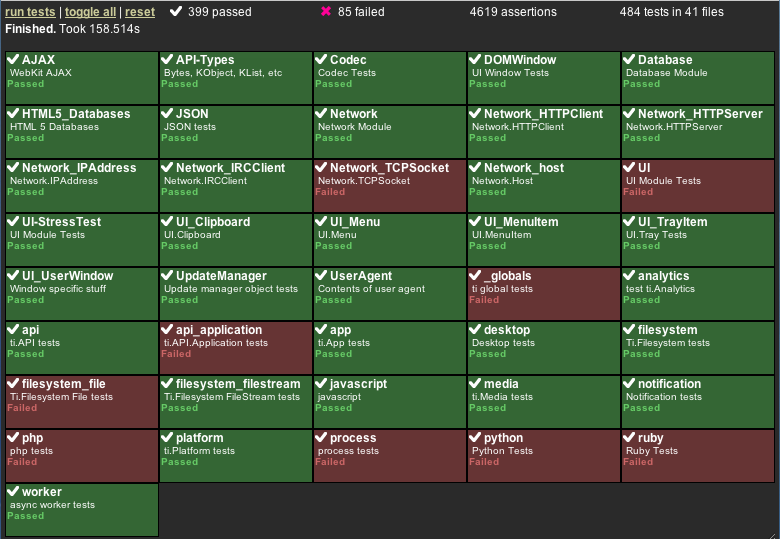 run tests | toggle all | reset 399 passed 85 failed 4619 assertions 484 tests in 41 files
Finished. Took 158.514s
AJAX API-Types Codec DOMWindow Database
WebKit AJAX Bytes, KObject, KList, etc Codec Tests UI Window Tests Database Module
Passed Passed Passed Passed Passed
HTML5_Databases JSON Network Network_HTTPClient Network_HTTPServer
HTML 5 Databases JSON tests Network Module Network.HTTPClient Network.HTTPServer
Passed Passed Passed Passed Passed
Network_IPAddress Network_IRCClient Network_TCPSocket Network_host UI
Network.IPAddress Network.IRCClient Network.TCPSocket Network.Host UI Module Tests
Passed Passed Failed Passed Failed
UI-StressTest UI_Clipboard UI_Menu UI_MenuItem UI_TrayItem
UI Module Tests UI.Clipboard UI.Menu UI.MenuItem UI.Tray Tests
Passed Passed Passed Passed Passed
UI_UserWindow UpdateManager UserAgent _globals analytics
Window specific stuff Update manager object tests Contents of user agent ti global tests test ti.Analytics
Passed Passed Passed Failed Passed
api api_application app desktop filesystem
ti.API tests ti.API.Application tests ti.App tests Desktop tests Ti.Filesystem tests
Passed Failed Passed Passed Passed
filesystem_file filesystem_filestream javascript media notification
Ti.Filesystem File tests Ti.Filesystem FileStream tests javascript ti.Media tests Notification tests
Failed Passed Passed Passed Passed
php platform process python ruby
php tests ti.Platform tests process tests Python Tests Ruby Tests
Failed Passed Failed Failed Failed
worker
async worker tests
Passed